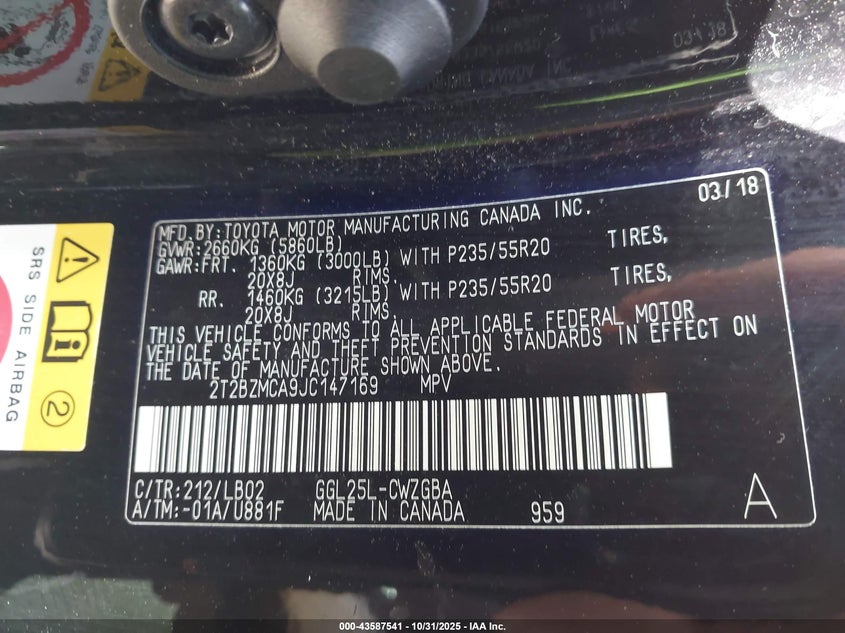 03/18
MFD. BY: TOYOTA MOTOR MANUFACTURING CANADA INC.
GVWR: 2660KG (5860LB)
GAWR: FRT. 1360KG (3000LB) WITH P235/55R20 TIRES,
20X8J RIMS.
RR. 1460KG (3215LB) WITH P235/55R20 TIRES,
20X8J RIMS.
THIS VEHICLE CONFORMS TO ALL APPLICABLE FEDERAL MOTOR
VEHICLE SAFETY AND THEFT PREVENTION STANDARDS IN EFFECT ON
THE DATE OF MANUFACTURE SHOWN ABOVE.
2T2BZMCA9JC147169 MPV
C/TR: 212/LB02 GGL25L-CWZGBA
A/TM: -01A/U881F MADE IN CANADA 959 A
SRS SIDE AIRBAG
2
000-43587541 - 10/31/2025 - IAA Inc.